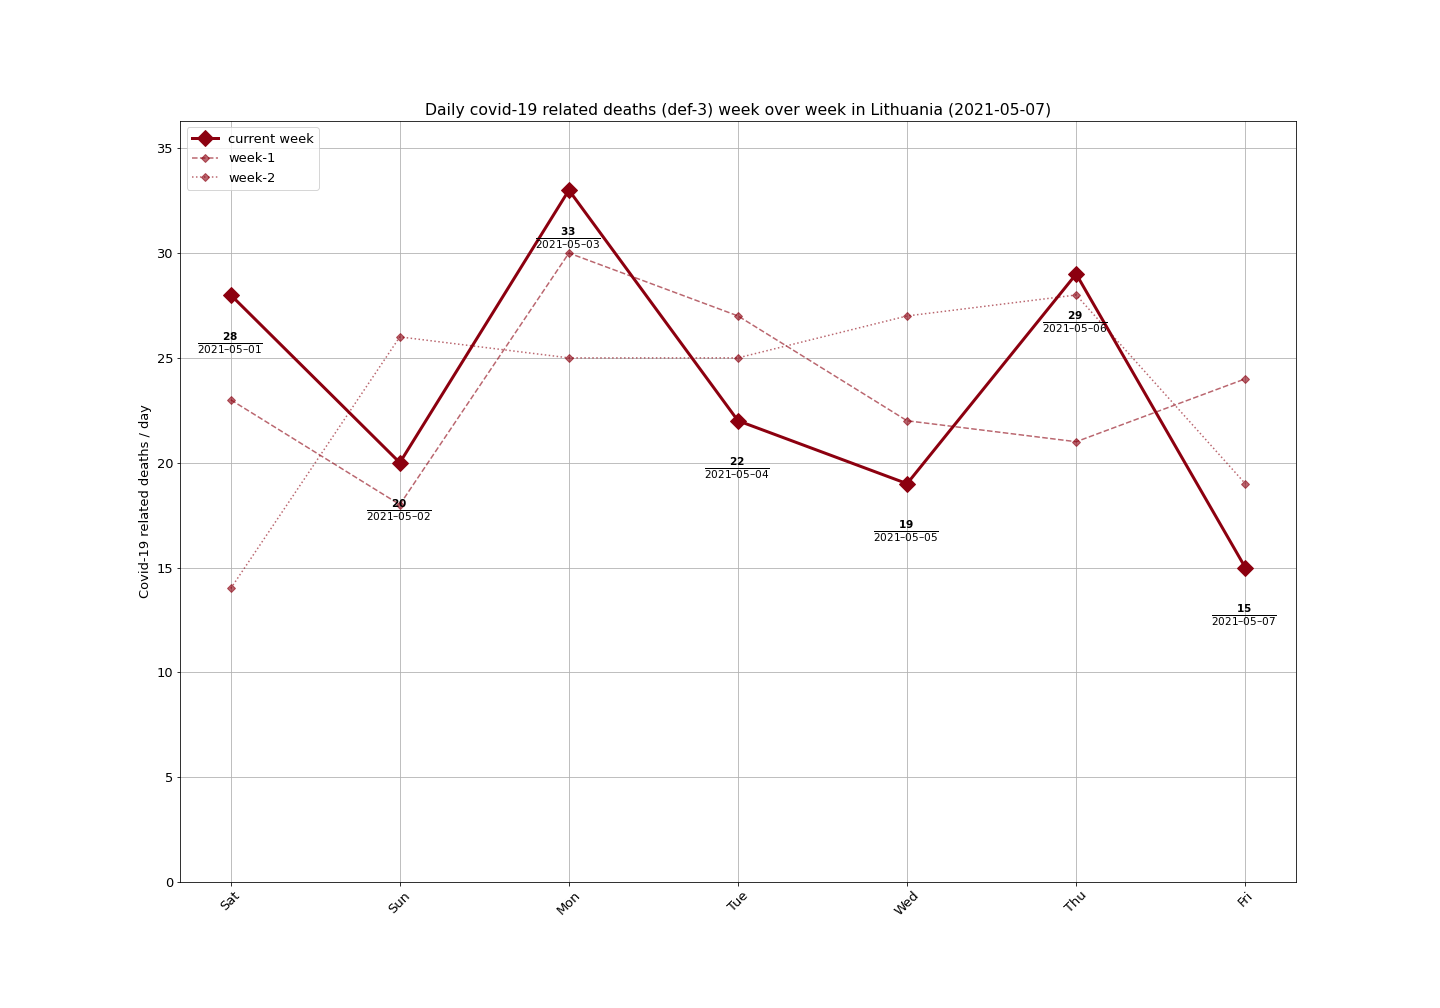 Daily covid-19 related deaths (def-3) week over week in Lithuania (2021-05-07)
current week
week-1
week-2
Covid-19 related deaths / day
35
30
25
20
15
10
5
0
28
2021–05–01
20
2021–05–02
33
2021–05–03
22
2021–05–04
19
2021–05–05
29
2021–05–06
15
2021–05–07
Sat
Sun
Mon
Tue
Wed
Thu
Fri